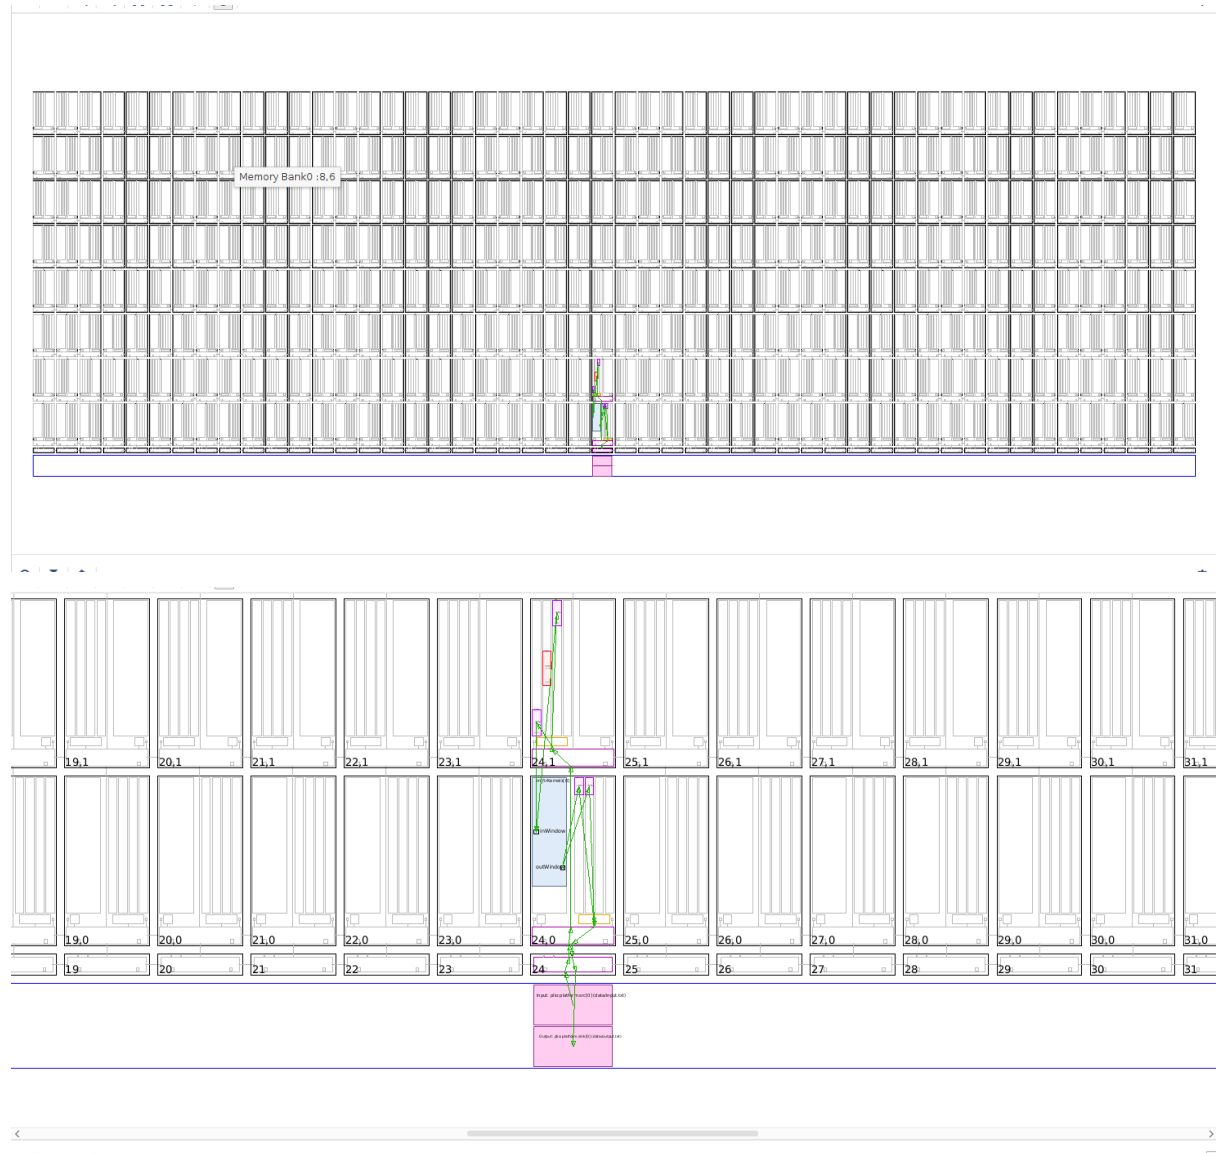 Memory Bank0 :8,6
19,1 20,1 21,1 22,1 23,1 24,1 25,1 26,1 27,1 28,1 29,1 30,1 31,1
inWindow
outWindow
19,0 20,0 21,0 22,0 23,0 24,0 25,0 26,0 27,0 28,0 29,0 30,0 31,0
19 20 21 22 23 24 25 26 27 28 29 30 31
Input:
Output: